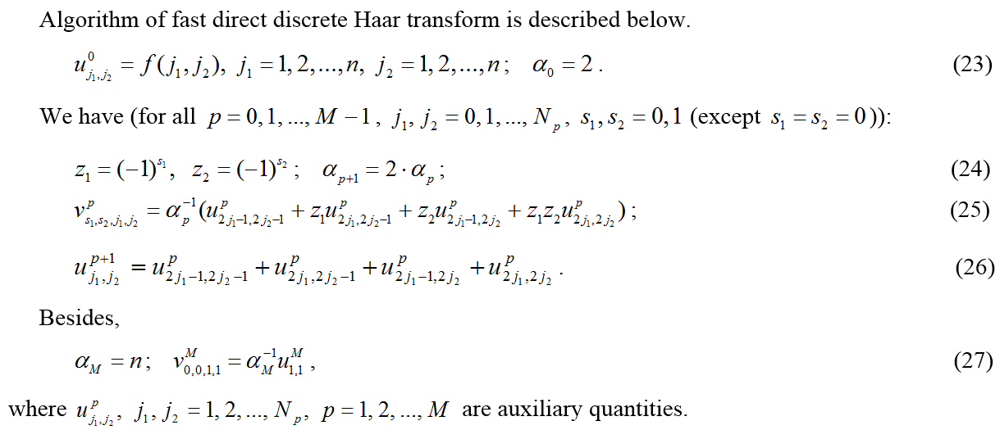 Algorithm of fast direct discrete Haar transform is described below.
$u^{0}_{j_1,j_2} = f(j_1, j_2),\ j_1 = 1, 2, ..., n,\ j_2 = 1, 2, ..., n;\quad \alpha_0 = 2\,.$ (23)
We have (for all $p = 0, 1, ..., M-1$, $j_1, j_2 = 0, 1, ..., N_p$, $s_1, s_2 = 0, 1$ (except $s_1 = s_2 = 0$)):
$z_1 = (-1)^{s_1},\ z_2 = (-1)^{s_2};\quad \alpha_{p+1} = 2 \cdot \alpha_p;$ (24)
$v^{p}_{s_1,s_2,j_1,j_2} = \alpha_p^{-1}(u^{p}_{2j_1-1,2j_2-1} + z_1 u^{p}_{2j_1,2j_2-1} + z_2 u^{p}_{2j_1-1,2j_2} + z_1 z_2 u^{p}_{2j_1,2j_2});$ (25)
$u^{p+1}_{j_1,j_2} = u^{p}_{2j_1-1,2j_2-1} + u^{p}_{2j_1,2j_2-1} + u^{p}_{2j_1-1,2j_2} + u^{p}_{2j_1,2j_2}\,.$ (26)
Besides,
$\alpha_M = n;\quad v^{M}_{0,0,1,1} = \alpha_M^{-1} u^{M}_{1,1}\,,$ (27)
where $u^{p}_{j_1,j_2},\ j_1, j_2 = 1, 2, ..., N_p,\ p = 1, 2, ..., M$ are auxiliary quantities.